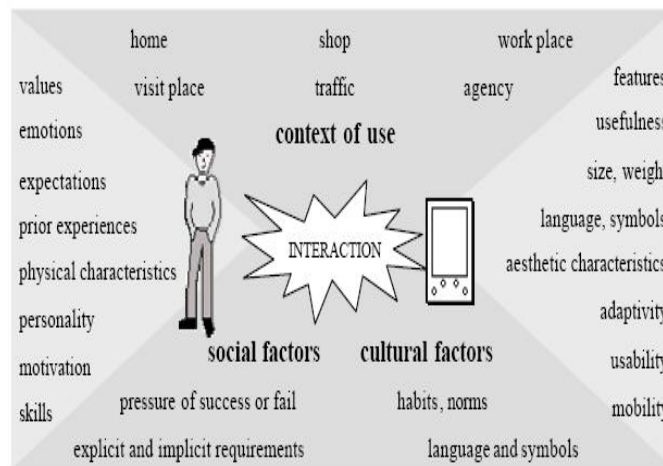 home shop work place
visit place traffic agency
context of use
values
emotions
expectations
prior experiences
physical characteristics
personality
motivation
skills
INTERACTION
features
usefulness
size, weigh
language, symbols
aesthetic characteristics
adaptivity
usability
mobility
social factors cultural factors
pressure of success or fail habits, norms
explicit and implicit requirements language and symbols